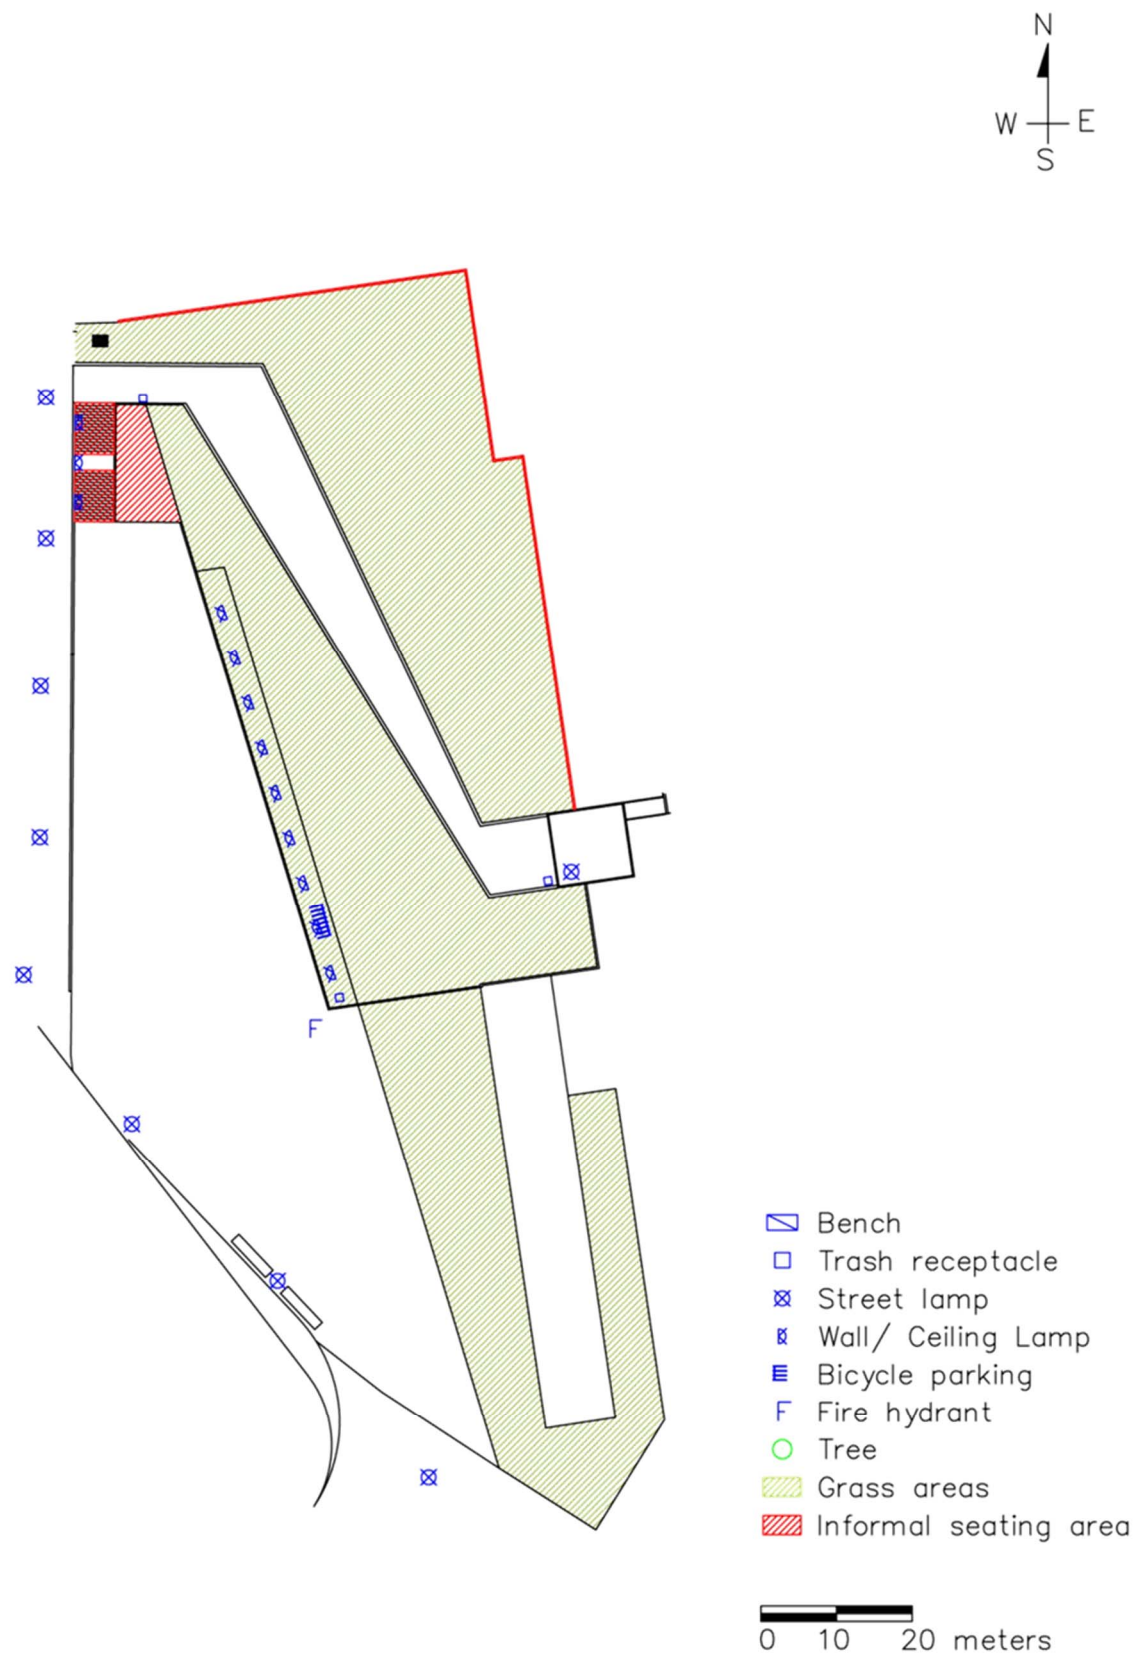 N
W E
S
F
Bench
Trash receptacle
Street lamp
Wall/ Ceiling Lamp
Bicycle parking
F Fire hydrant
Tree
Grass areas
Informal seating area
0 10 20 meters